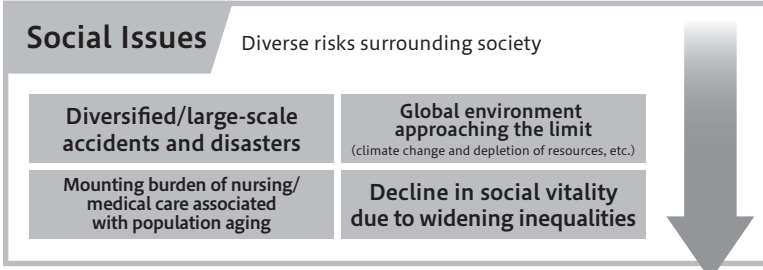 Social Issues
Diverse risks surrounding society
Diversified/large-scale
accidents and disasters
Global environment
approaching the limit
(climate change and depletion of resources, etc.)
Mounting burden of nursing/
medical care associated
with population aging
Decline in social vitality
due to widening inequalities